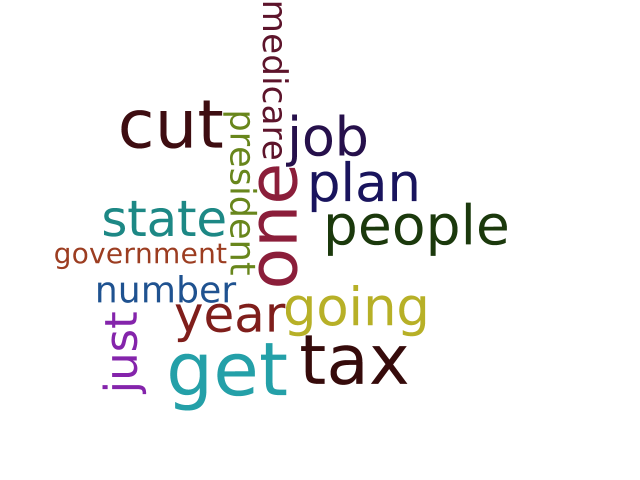 medicare
cut
president
job
one
plan
state
people
government
number
year
going
just
get
tax